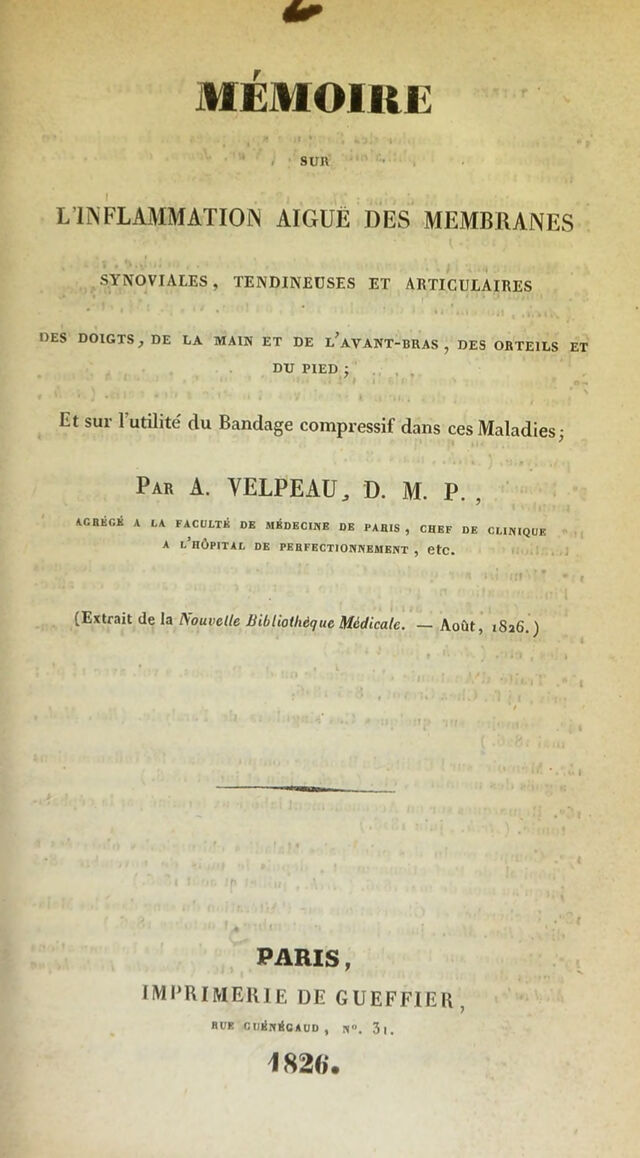 MÉMOIRE
SUR
L'INFLAMMATION AIGUË DES MEMBRANES
SYNOVIALES, TENDINEUSES ET ARTICULAIRES
DES DOIGTS, DE LA MAIN ET DE L'AVANT-BRAS, DES ORTEILS ET
DU PIED;
Et sur l'utilité du Bandage compressif dans ces Maladies;
PAR A. VELPEAU, D. M. P.,
AGRÉGÉ A LA FACULTÉ DE MÉDECINE DE PARIS, CHEF DE CLINIQUE
A L'HÔPITAL DE PERFECTIONNEMENT, etc.
(Extrait de la Nouvelle Bibliothèque Médicale. — Août, 1826.)
PARIS,
IMPRIMERIE DE GUEFFIER,
RUE GUÉNÉGAUD, N°. 31.
1826.